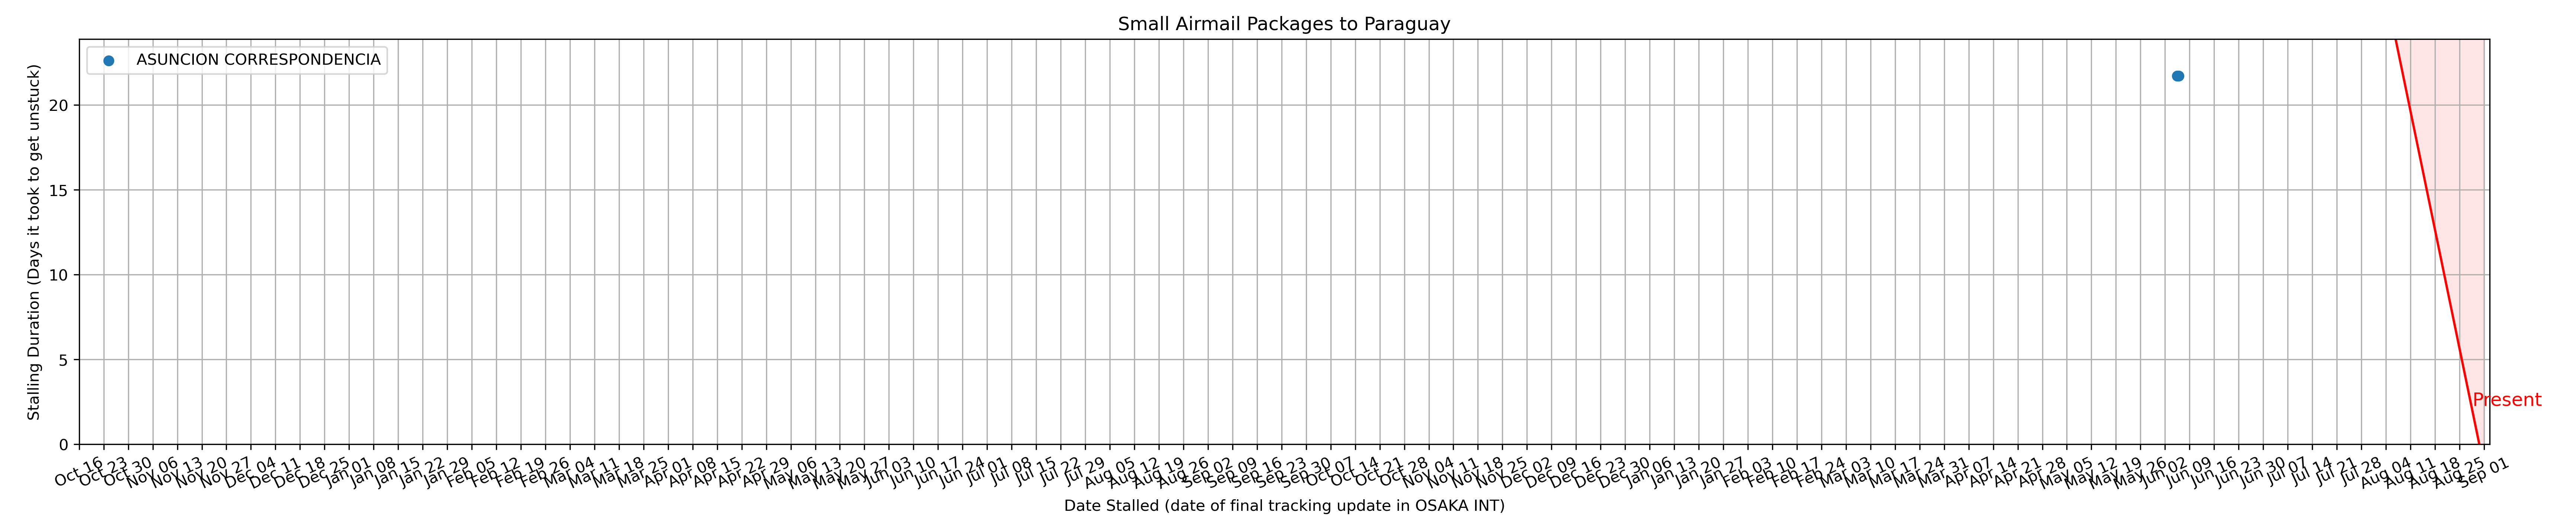 Small Airmail Packages to Paraguay
ASUNCION CORRESPONDENCIA
Stalling Duration (Days it took to get unstuck)
20
15
10
5
0
Present
Oct 16 Oct 23 Oct 30 Nov 06 Nov 13 Nov 20 Nov 27 Dec 04 Dec 11 Dec 18 Dec 25 Jan 01 Jan 08 Jan 15 Jan 22 Jan 29 Feb 05 Feb 12 Feb 19 Feb 26 Mar 04 Mar 11 Mar 18 Mar 25 Apr 01 Apr 08 Apr 15 Apr 22 Apr 29 May 06 May 13 May 20 May 27 Jun 03 Jun 10 Jun 17 Jun 24 Jul 01 Jul 08 Jul 15 Jul 22 Jul 29 Aug 05 Aug 12 Aug 19 Aug 26 Sep 02 Sep 09 Sep 16 Sep 23 Sep 30 Oct 07 Oct 14 Oct 21 Oct 28 Nov 04 Nov 11 Nov 18 Nov 25 Dec 02 Dec 09 Dec 16 Dec 23 Dec 30 Jan 06 Jan 13 Jan 20 Jan 27 Feb 03 Feb 10 Feb 17 Feb 24 Mar 03 Mar 10 Mar 17 Mar 24 Mar 31 Apr 07 Apr 14 Apr 21 Apr 28 May 05 May 12 May 19 May 26 Jun 02 Jun 09 Jun 16 Jun 23 Jun 30 Jul 07 Jul 14 Jul 21 Jul 28 Aug 04 Aug 11 Aug 18 Aug 25 Sep 01
Date Stalled (date of final tracking update in OSAKA INT)